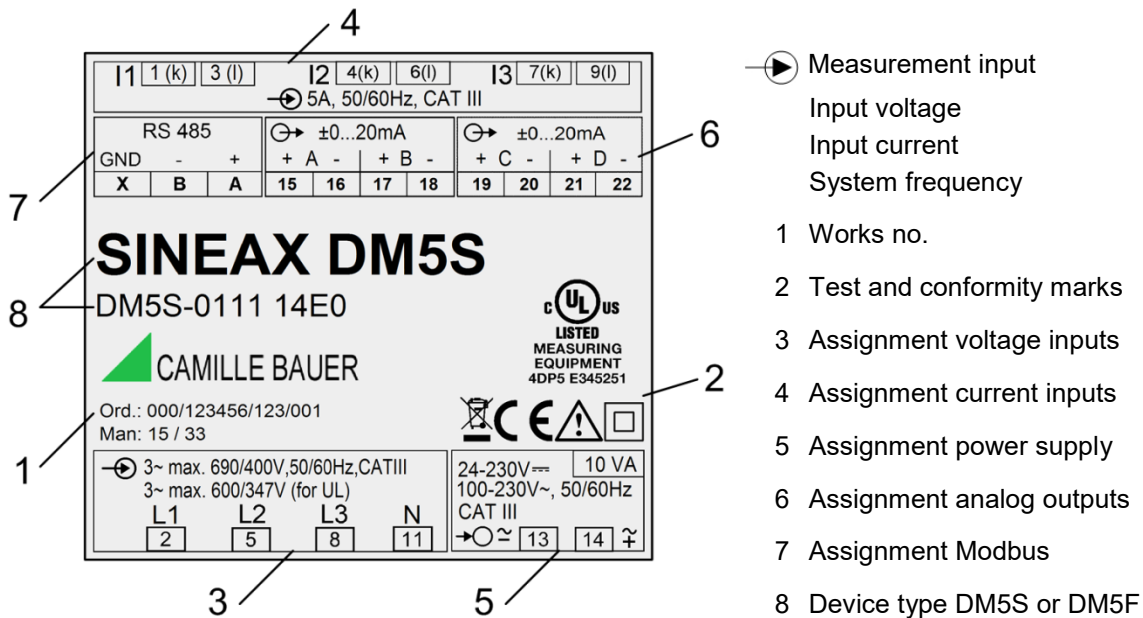 4
I1 1 (k) 3 (l) I2 4(k) 6(l) I3 7(k) 9(l)
5A, 50/60Hz, CAT III
RS 485 ±0...20mA ±0...20mA
GND - + + A - + B - + C - + D -
X B A 15 16 17 18 19 20 21 22
6
7
SINEAX DM5S
DM5S-0111 14E0
8
CAMILLE BAUER
C UL US
LISTED
MEASURING
EQUIPMENT
4DP5 E345251
2
CE
Ord.: 000/123456/123/001
Man: 15 / 33
1
3~ max. 690/400V,50/60Hz,CATIII
3~ max. 600/347V (for UL)
L1 L2 L3 N
2 5 8 11
24-230V⎓ 10 VA
100-230V~, 50/60Hz
CAT III
13 14
3
5
Measurement input
Input voltage
Input current
System frequency
1 Works no.
2 Test and conformity marks
3 Assignment voltage inputs
4 Assignment current inputs
5 Assignment power supply
6 Assignment analog outputs
7 Assignment Modbus
8 Device type DM5S or DM5F